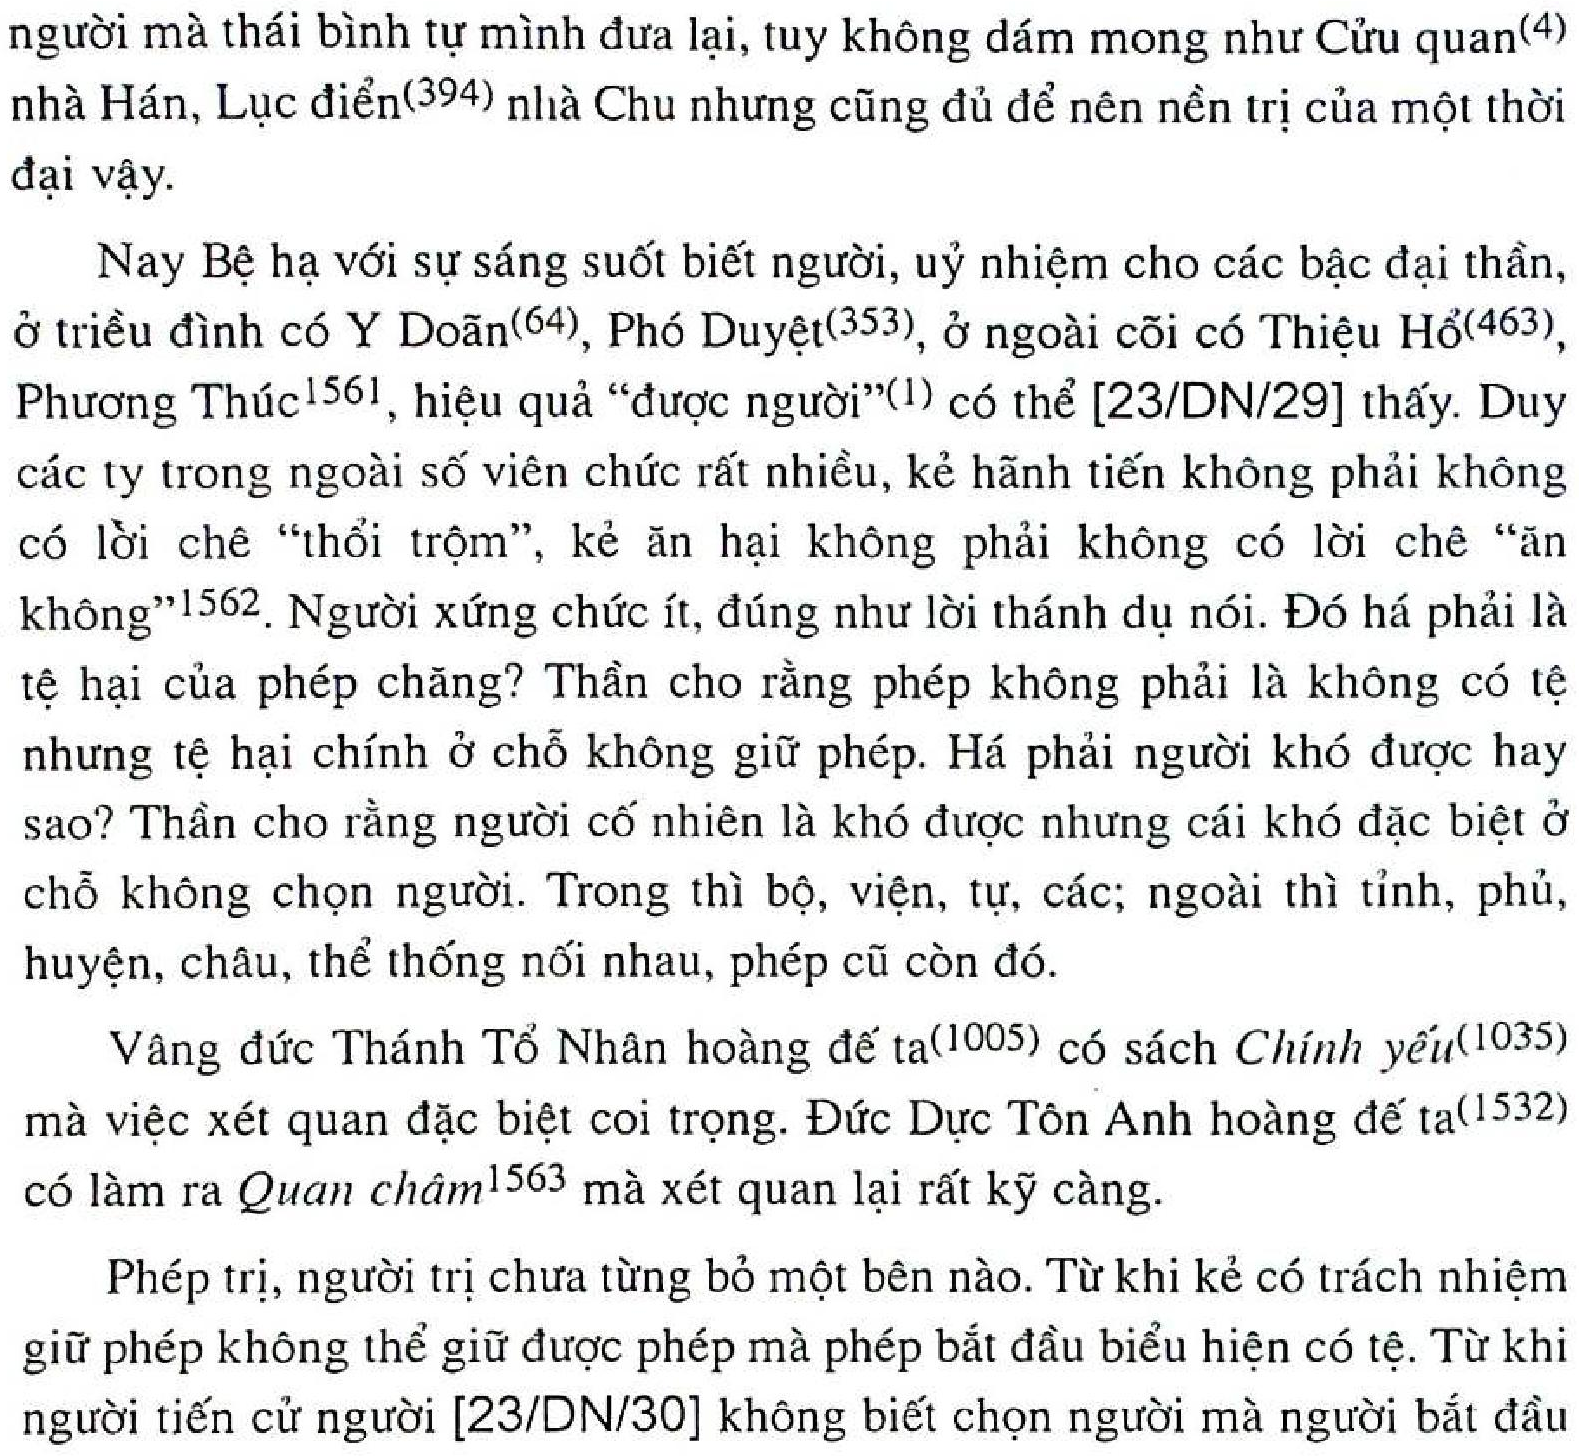 người mà thái bình tự mình đưa lại, tuy không dám mong như Cửu quan(4)
nhà Hán, Lục điển(394) nhà Chu nhưng cũng đủ để nên nền trị của một thời
đại vậy.
Nay Bệ hạ với sự sáng suốt biết người, uỷ nhiệm cho các bậc đại thần,
ở triều đình có Y Doãn(64), Phó Duyệt(353), ở ngoài cõi có Thiệu Hổ(463),
Phương Thúc1561, hiệu quả “được người”(1) có thể [23/DN/29] thấy. Duy
các ty trong ngoài số viên chức rất nhiều, kẻ hãnh tiến không phải không
có lời chê “thổi trộm”, kẻ ăn hại không phải không có lời chê “ăn
không”1562. Người xứng chức ít, đúng như lời thánh dụ nói. Đó há phải là
tệ hại của phép chăng? Thần cho rằng phép không phải là không có tệ
nhưng tệ hại chính ở chỗ không giữ phép. Há phải người khó được hay
sao? Thần cho rằng người cố nhiên là khó được nhưng cái khó đặc biệt ở
chỗ không chọn người. Trong thì bộ, viện, tự, các; ngoài thì tỉnh, phủ,
huyện, châu, thể thống nối nhau, phép cũ còn đó.
Vâng đức Thánh Tổ Nhân hoàng đế ta(1005) có sách Chính yếu(1035)
mà việc xét quan đặc biệt coi trọng. Đức Dực Tôn Anh hoàng đế ta(1532)
có làm ra Quan châm1563 mà xét quan lại rất kỹ càng.
Phép trị, người trị chưa từng bỏ một bên nào. Từ khi kẻ có trách nhiệm
giữ phép không thể giữ được phép mà phép bắt đầu biểu hiện có tệ. Từ khi
người tiến cử người [23/DN/30] không biết chọn người mà người bắt đầu